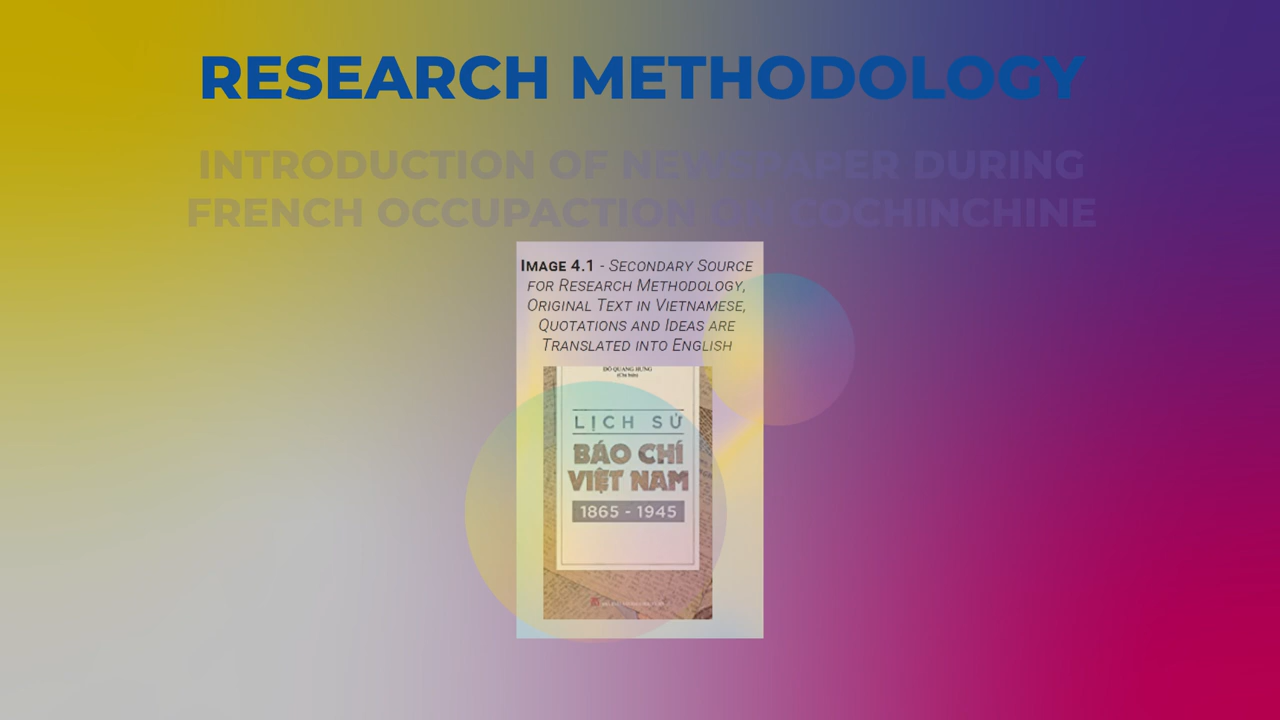 RESEARCH METHODOLOGY
INTRODUCTION OF NEWSPAPER DURING
FRENCH OCCUPACTION ON COCHINCHINE
IMAGE 4.1 - SECONDARY SOURCE
FOR RESEARCH METHODOLOGY,
ORIGINAL TEXT IN VIETNAMESE,
QUOTATIONS AND IDEAS ARE
TRANSLATED INTO ENGLISH
ĐỖ QUANG HƯNG
(Chủ biên)
LỊCH SỬ
BÁO CHÍ
VIỆT NAM
1865 - 1945